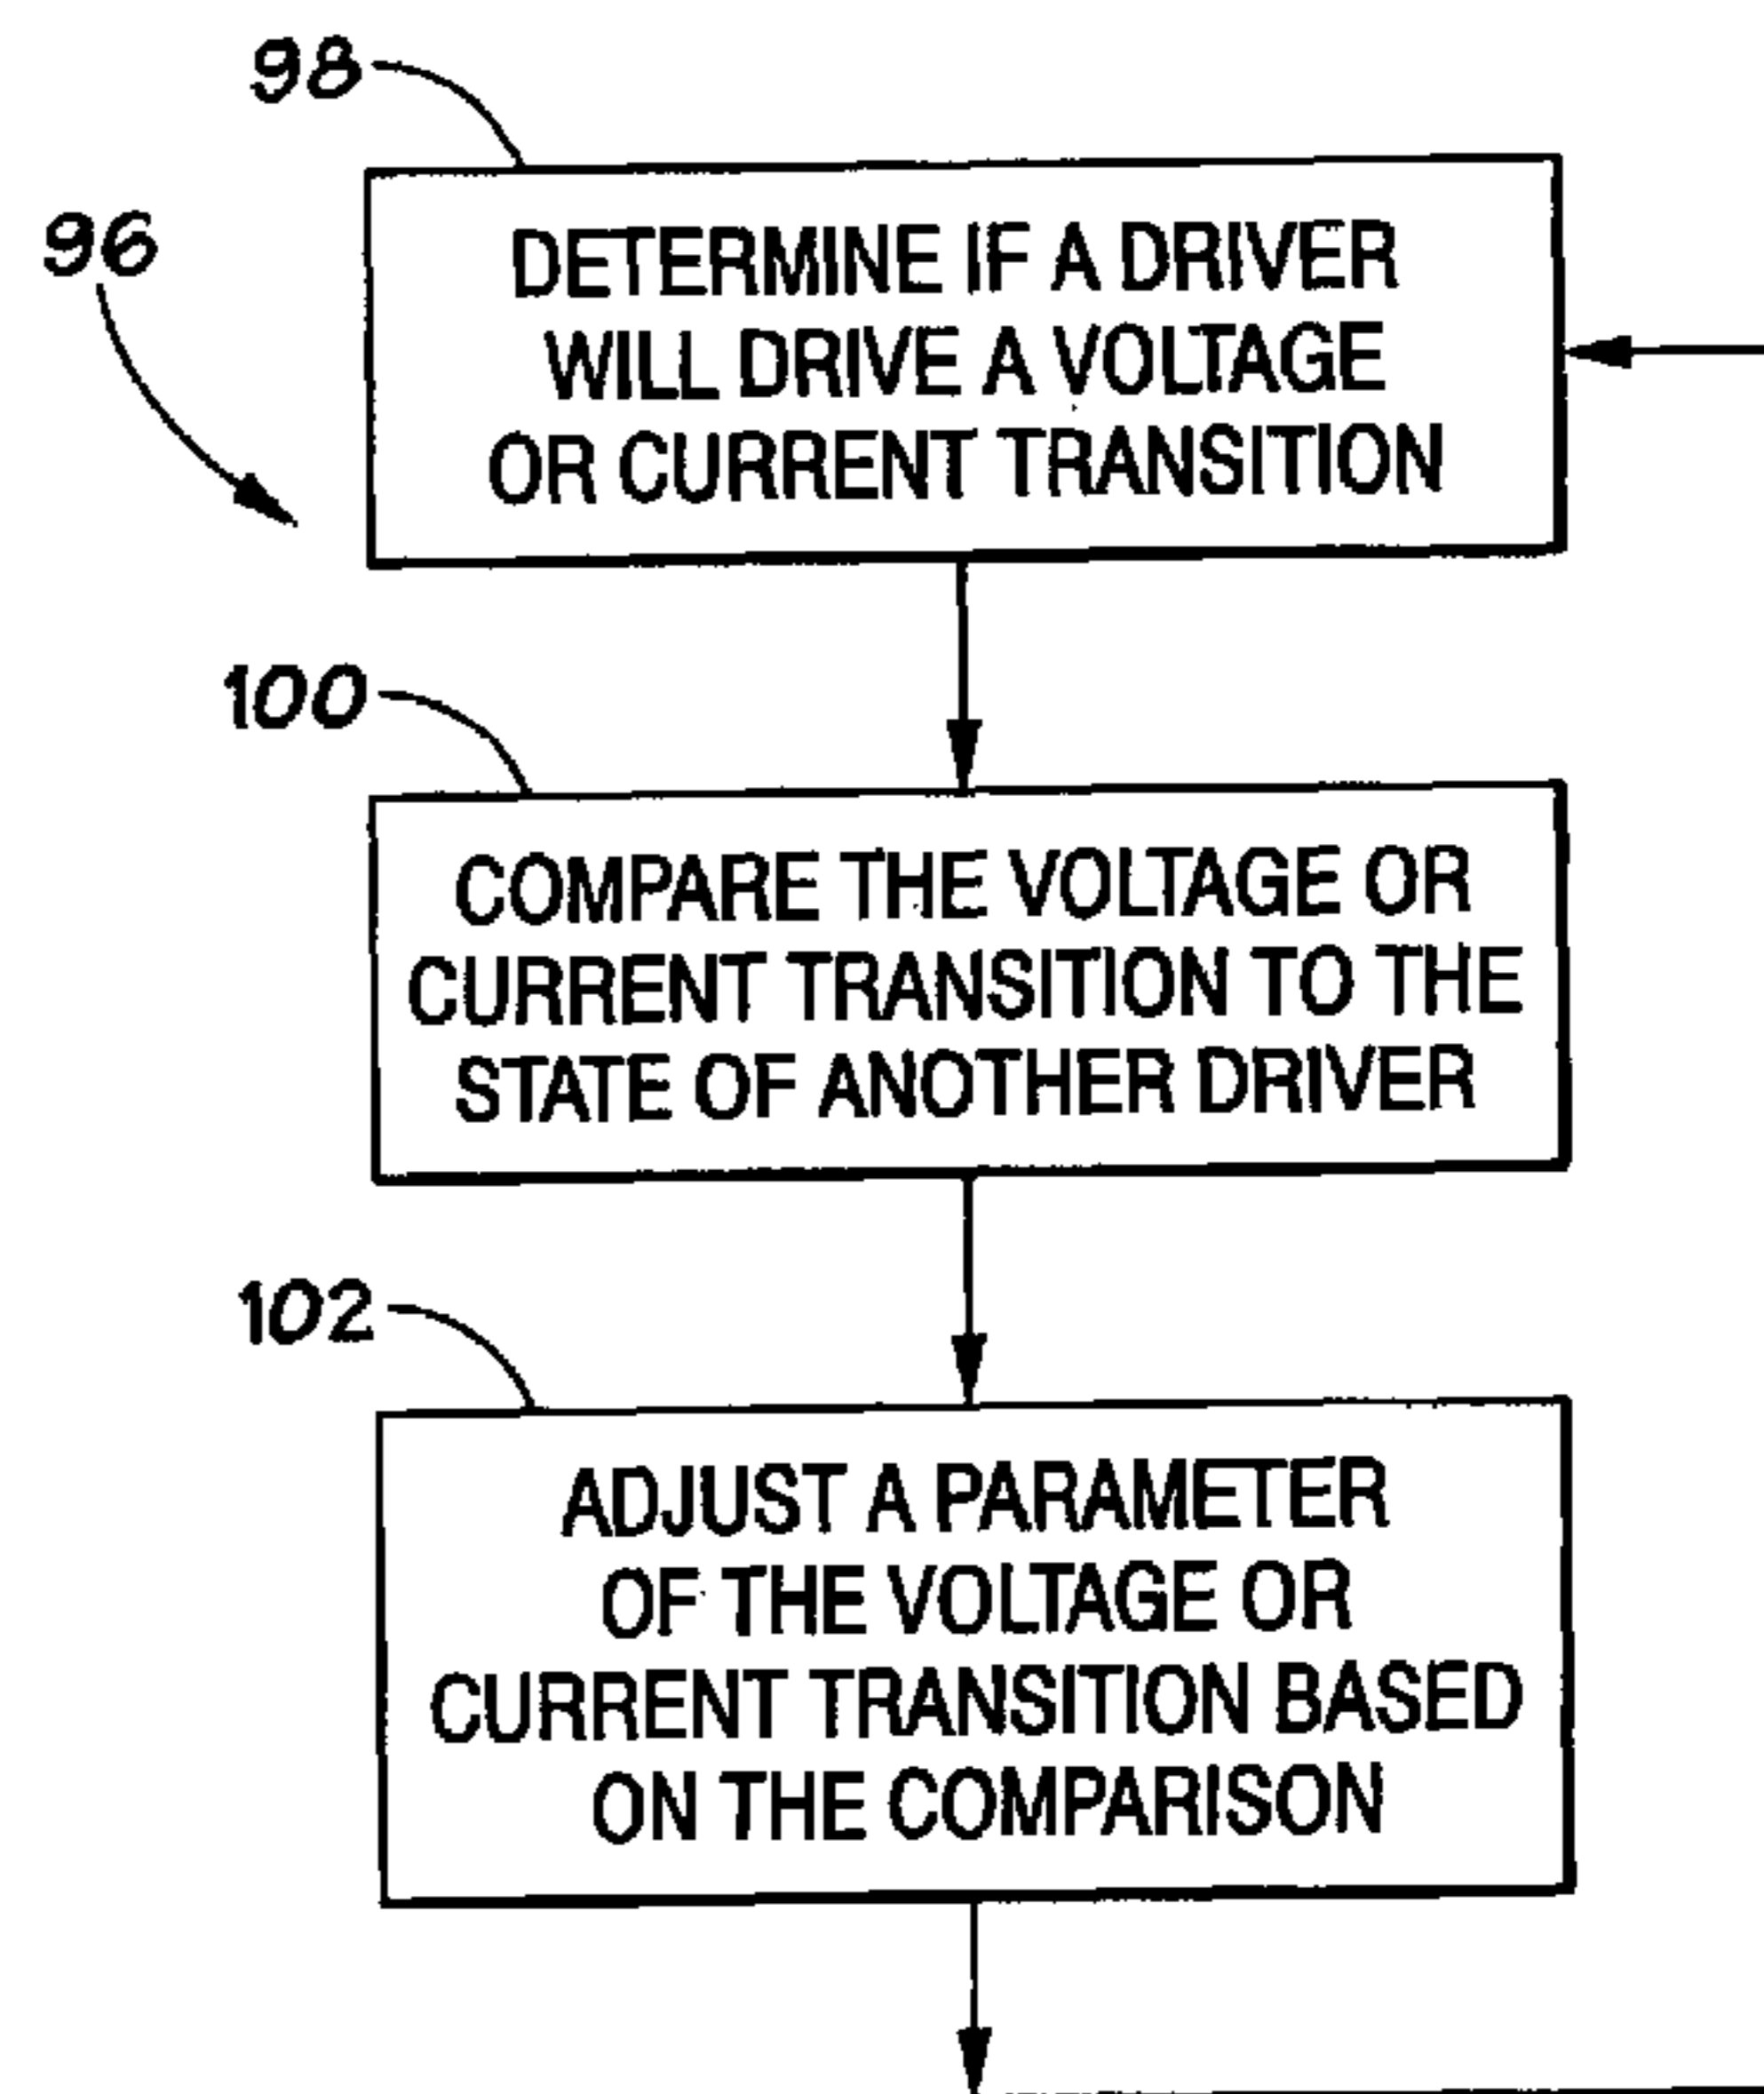 98
96
DETERMINE IF A DRIVER
WILL DRIVE A VOLTAGE
OR CURRENT TRANSITION
100
COMPARE THE VOLTAGE OR
CURRENT TRANSITION TO THE
STATE OF ANOTHER DRIVER
102
ADJUST A PARAMETER
OF THE VOLTAGE OR
CURRENT TRANSITION BASED
ON THE COMPARISON